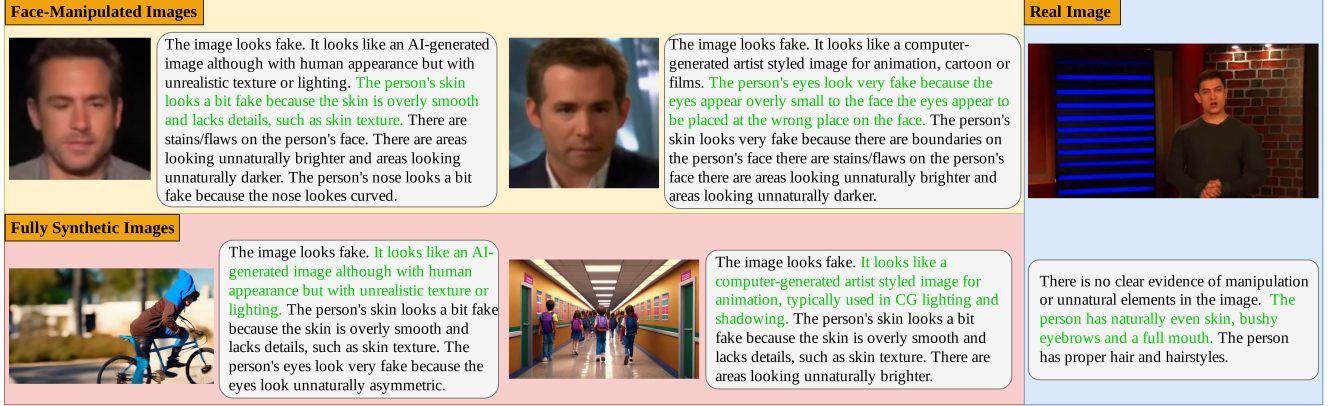 Face-Manipulated Images
The image looks fake. It looks like an AI-generated
image although with human appearance but with
unrealistic texture or lighting. The person's skin
looks a bit fake because the skin is overly smooth
and lacks details, such as skin texture. There are
stains/flaws on the person's face. There are areas
looking unnaturally brighter and areas looking
unnaturally darker. The person's nose looks a bit
fake because the nose lookes curved.
The image looks fake. It looks like a computer-
generated artist styled image for animation, cartoon or
films. The person's eyes look very fake because the
eyes appear overly small to the face the eyes appear to
be placed at the wrong place on the face. The person's
skin looks very fake because there are boundaries on
the person's face there are stains/flaws on the person's
face there are areas looking unnaturally brighter and
areas looking unnaturally darker.
Fully Synthetic Images
The image looks fake. It looks like an AI-
generated image although with human
appearance but with unrealistic texture or
lighting. The person's skin looks a bit fake
because the skin is overly smooth and
lacks details, such as skin texture. The
person's eyes look very fake because the
eyes look unnaturally asymmetric.
The image looks fake. It looks like a
computer-generated artist styled image for
animation, typically used in CG lighting and
shadowing. The person's skin looks a bit
fake because the skin is overly smooth and
lacks details, such as skin texture. There are
areas looking unnaturally brighter.
Real Image
There is no clear evidence of manipulation
or unnatural elements in the image. The
person has naturally even skin, bushy
eyebrows and a full mouth. The person
has proper hair and hairstyles.